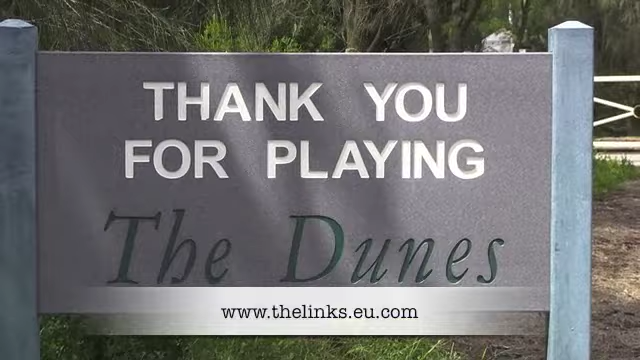 THANK YOU
FOR PLAYING
The Dunes
www.thelinks.eu.com